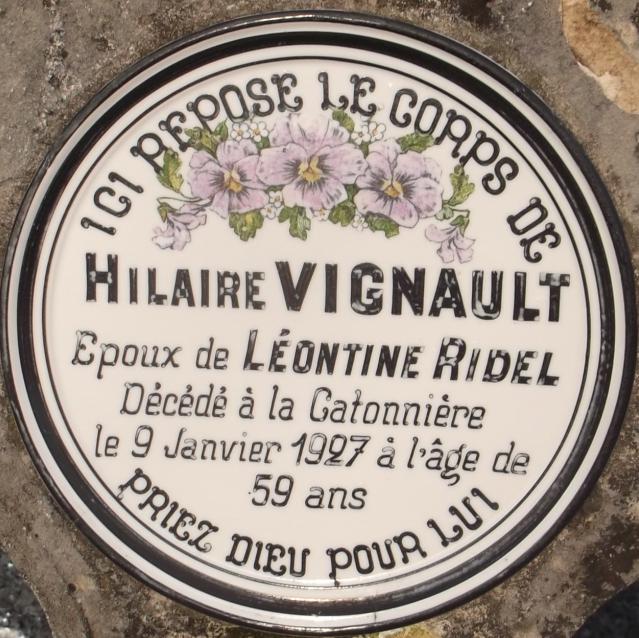 ICI REPOSE LE CORPS DE
HILAIRE VIGNAULT
Epoux de LÉONTINE RIDEL
Décédé à la Catonnière
le 9 Janvier 1927 à l'âge de
59 ans
PRIEZ DIEU POUR LUI